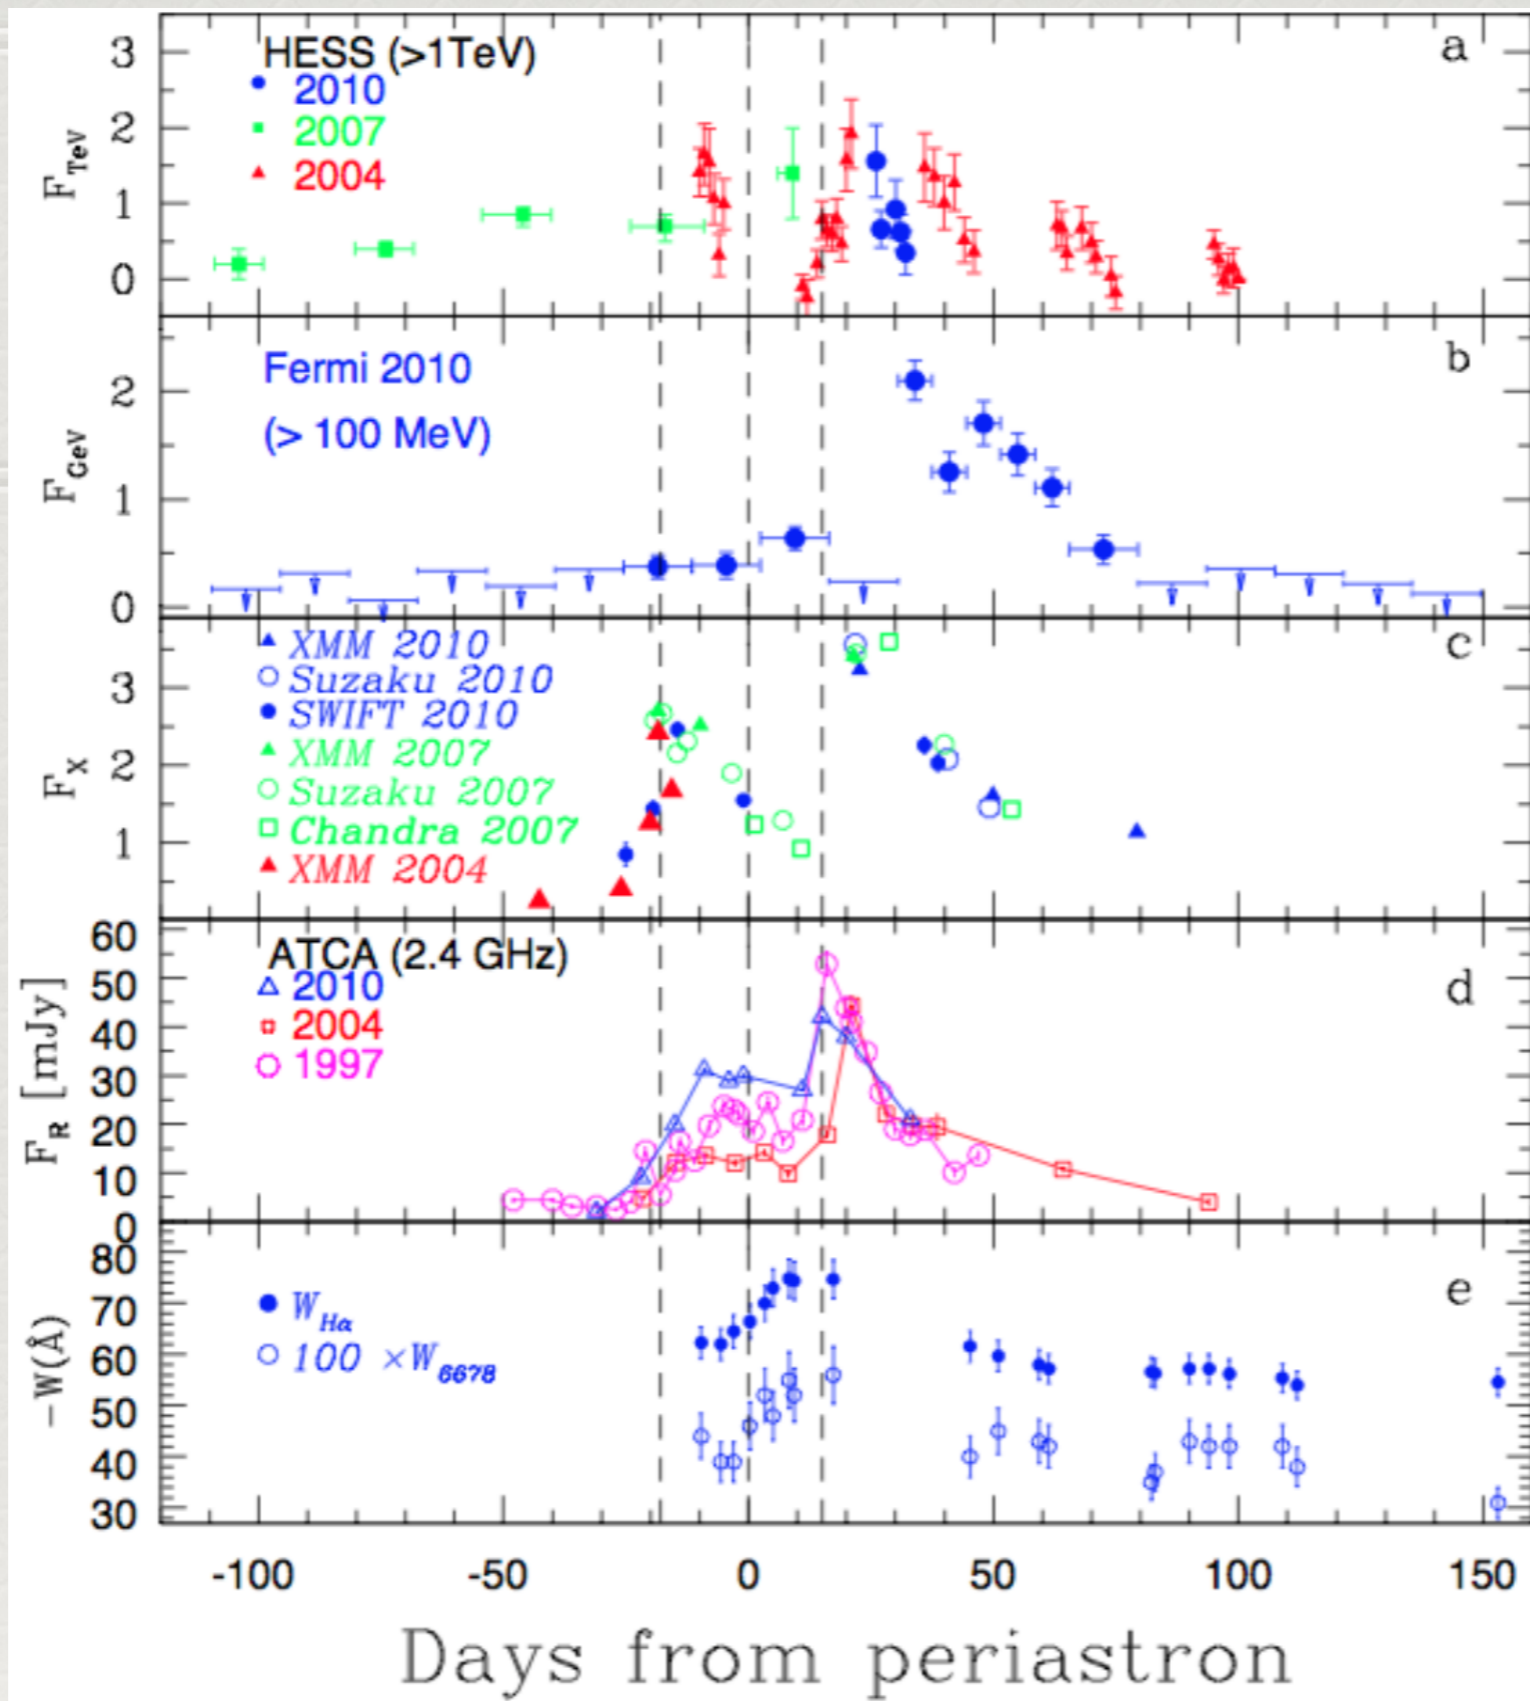 HESS (>1TeV)
a
2010
2007
2004
3
2
1
0
F_TeV
Fermi 2010
(> 100 MeV)
b
2
1
0
F_GeV
XMM 2010
Suzaku 2010
SWIFT 2010
XMM 2007
Suzaku 2007
Chandra 2007
XMM 2004
c
3
2
1
F_X
ATCA (2.4 GHz)
2010
2004
1997
d
60
50
40
30
20
10
0
F_R [mJy]
W_Hα
100 ×W_6678
e
80
70
60
50
40
30
-W(Å)
-100 -50 0 50 100 150
Days from periastron